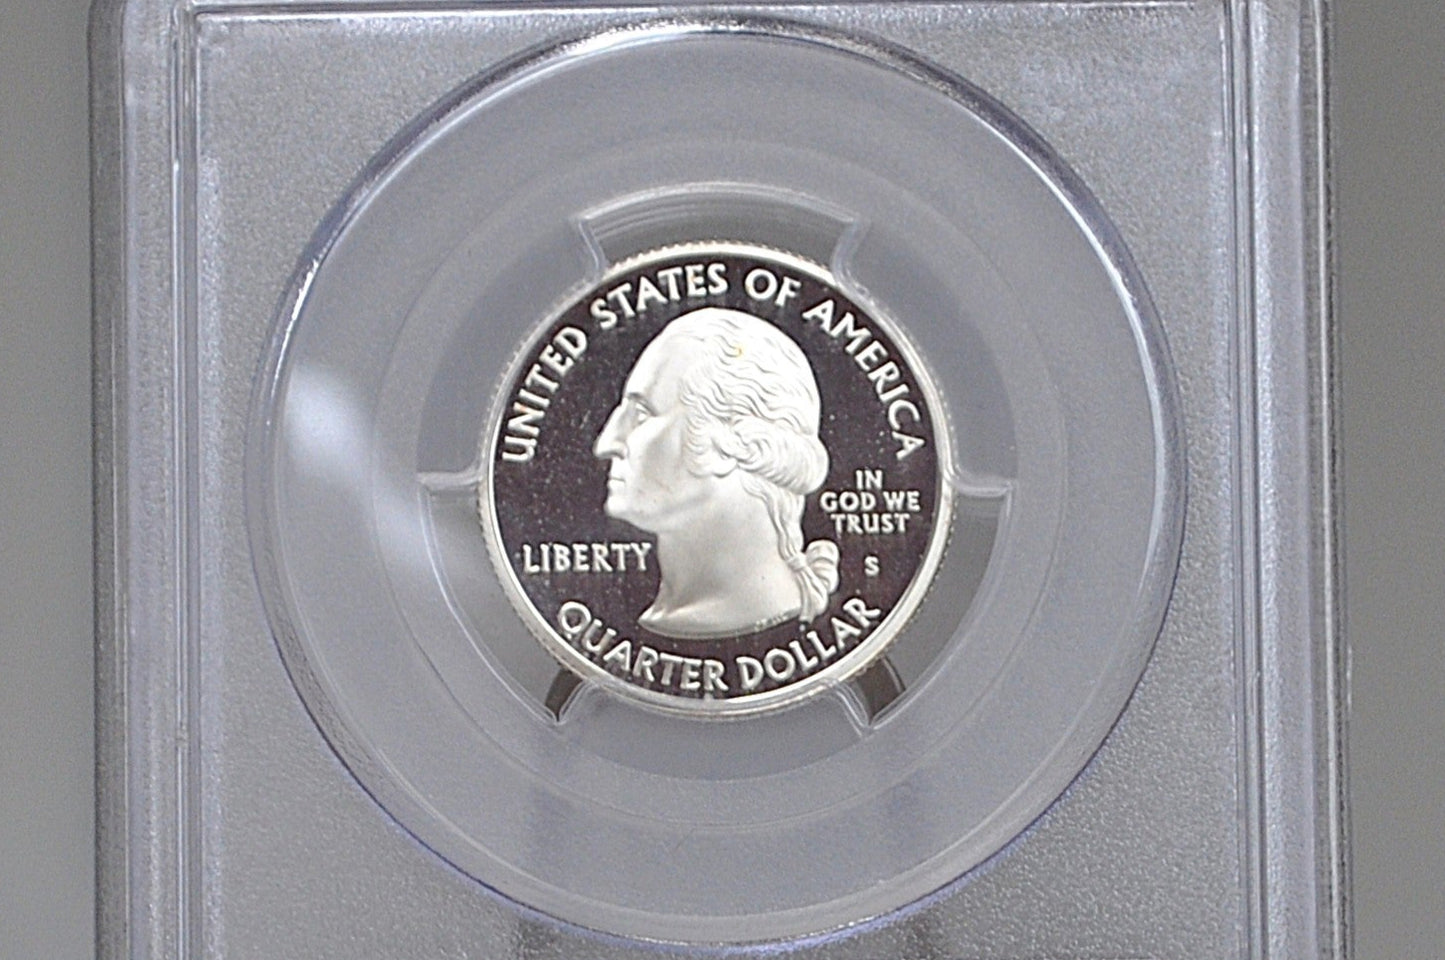 UNITED STATES OF AMERICA
IN
GOD WE
TRUST
LIBERTY
S
QUARTER DOLLAR